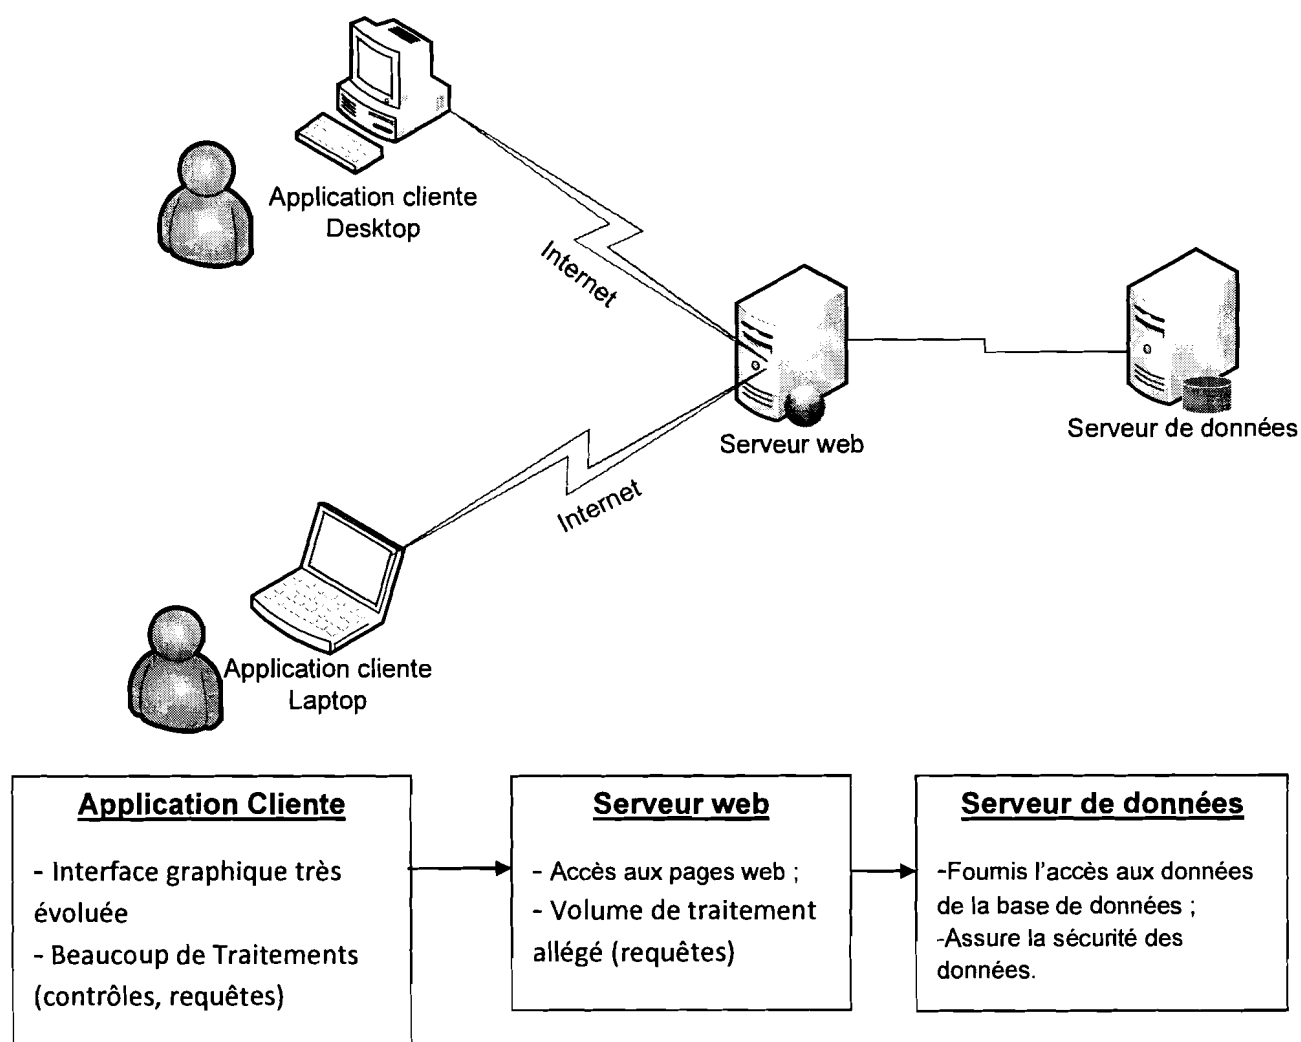 Application cliente
Desktop
Internet
Serveur web
Serveur de données
Internet
Application cliente
Laptop
Application Cliente
- Interface graphique très
évoluée
- Beaucoup de Traitements
(contrôles, requêtes)
Serveur web
- Accès aux pages web ;
- Volume de traitement
allégé (requêtes)
Serveur de données
-Fournis l'accès aux données
de la base de données ;
-Assure la sécurité des
données.